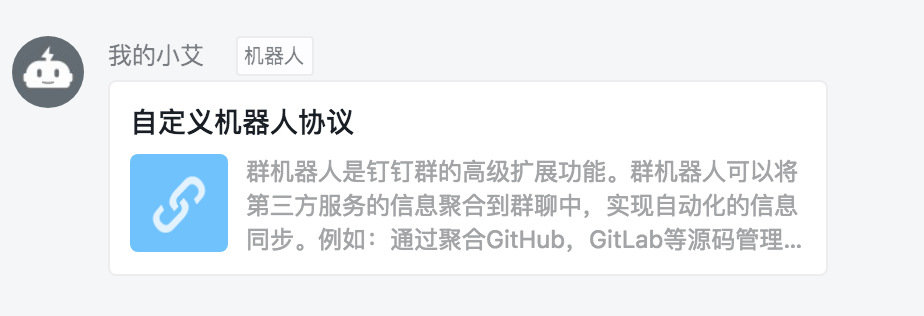 我的小艾 机器人
自定义机器人协议
群机器人是钉钉群的高级扩展功能。群机器人可以将
第三方服务的信息聚合到群聊中，实现自动化的信息
同步。例如：通过聚合GitHub，GitLab等源码管理...